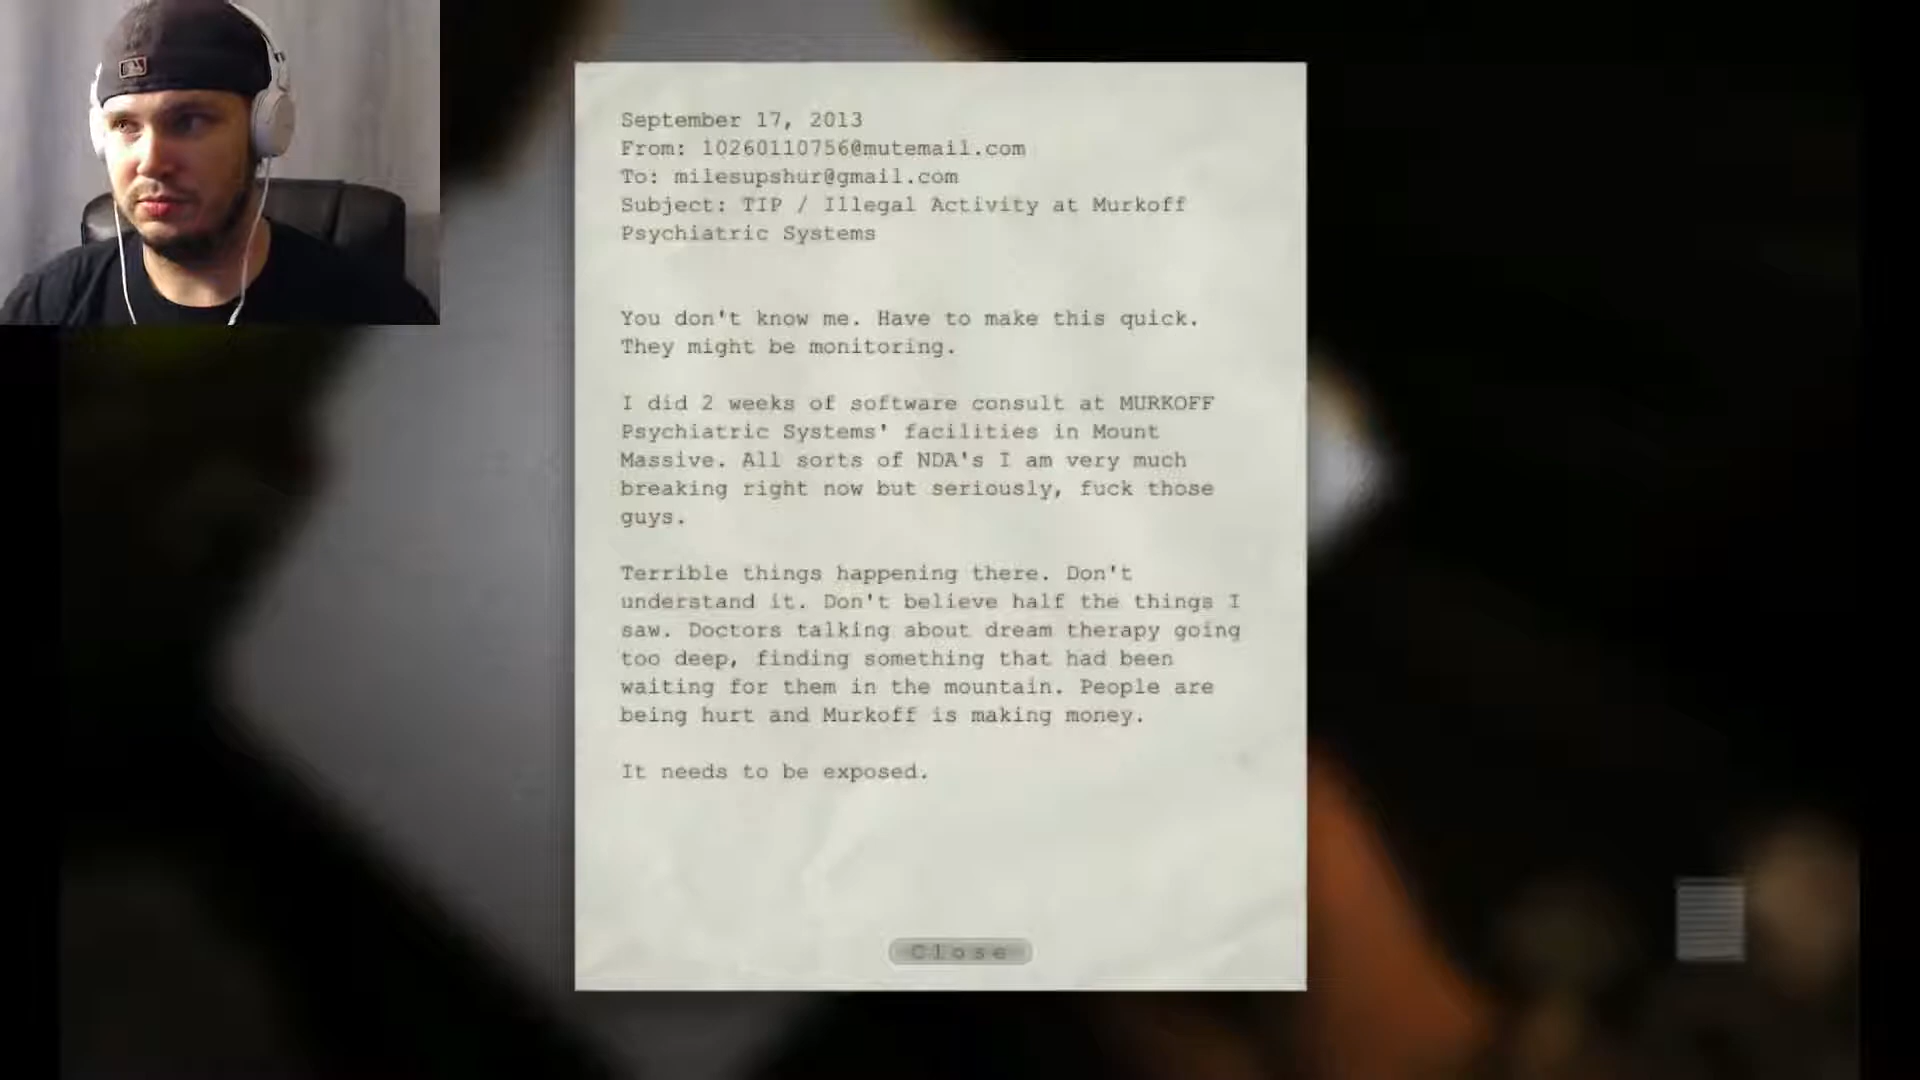 September 17, 2013
From: 10260110756@mutemail.com
To: milesupshur@gmail.com
Subject: TIP / Illegal Activity at Murkoff
Psychiatric Systems
You don't know me. Have to make this quick.
They might be monitoring.
I did 2 weeks of software consult at MURKOFF
Psychiatric Systems' facilities in Mount
Massive. All sorts of NDA's I am very much
breaking right now but seriously, fuck those
guys.
Terrible things happening there. Don't
understand it. Don't believe half the things I
saw. Doctors talking about dream therapy going
too deep, finding something that had been
waiting for them in the mountain. People are
being hurt and Murkoff is making money.
It needs to be exposed.
Close